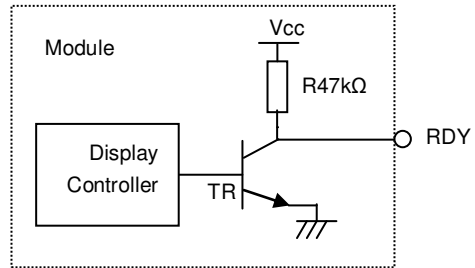 Vcc
Module
R47kΩ
RDY
Display
Controller
TR